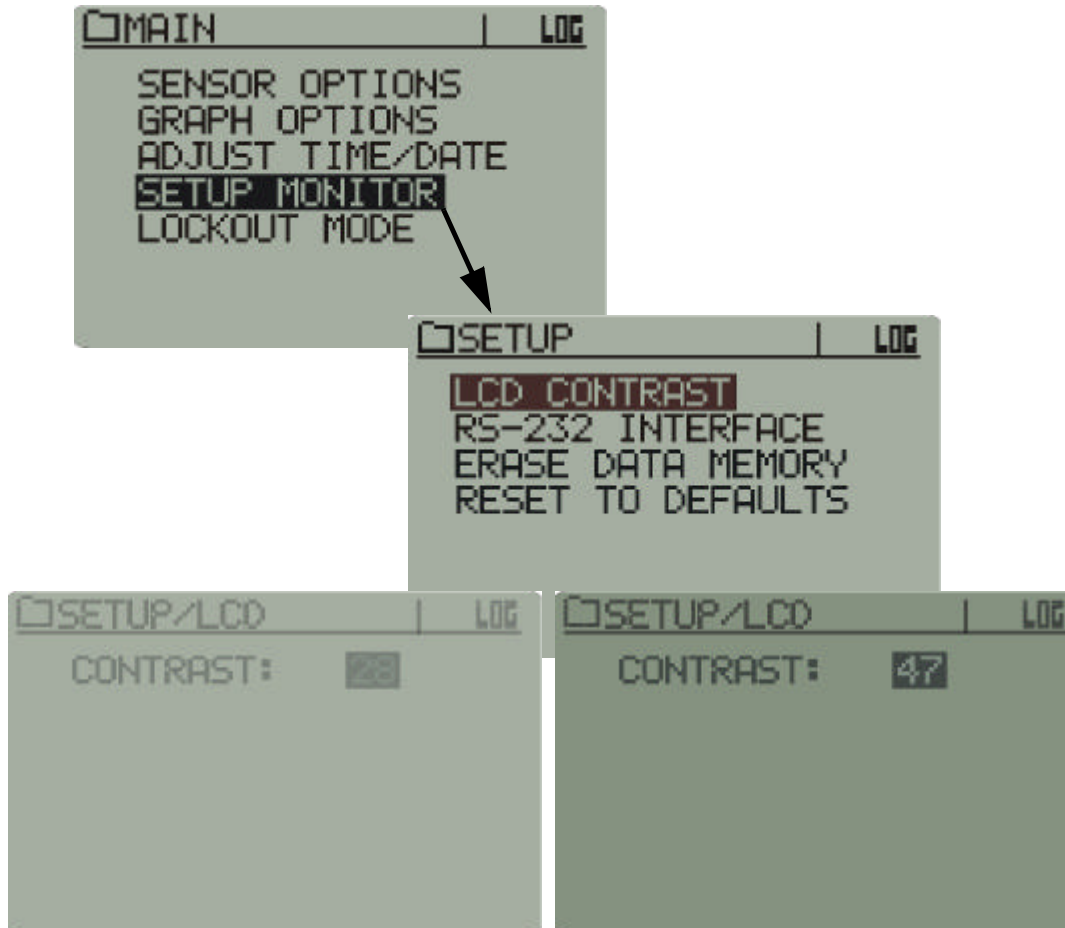 MAIN LOG
SENSOR OPTIONS
GRAPH OPTIONS
ADJUST TIME/DATE
SETUP MONITOR
LOCKOUT MODE
SETUP LOG
LCD CONTRAST
RS-232 INTERFACE
ERASE DATA MEMORY
RESET TO DEFAULTS
SETUP/LCD LOG
CONTRAST: 28
SETUP/LCD LOG
CONTRAST: 47